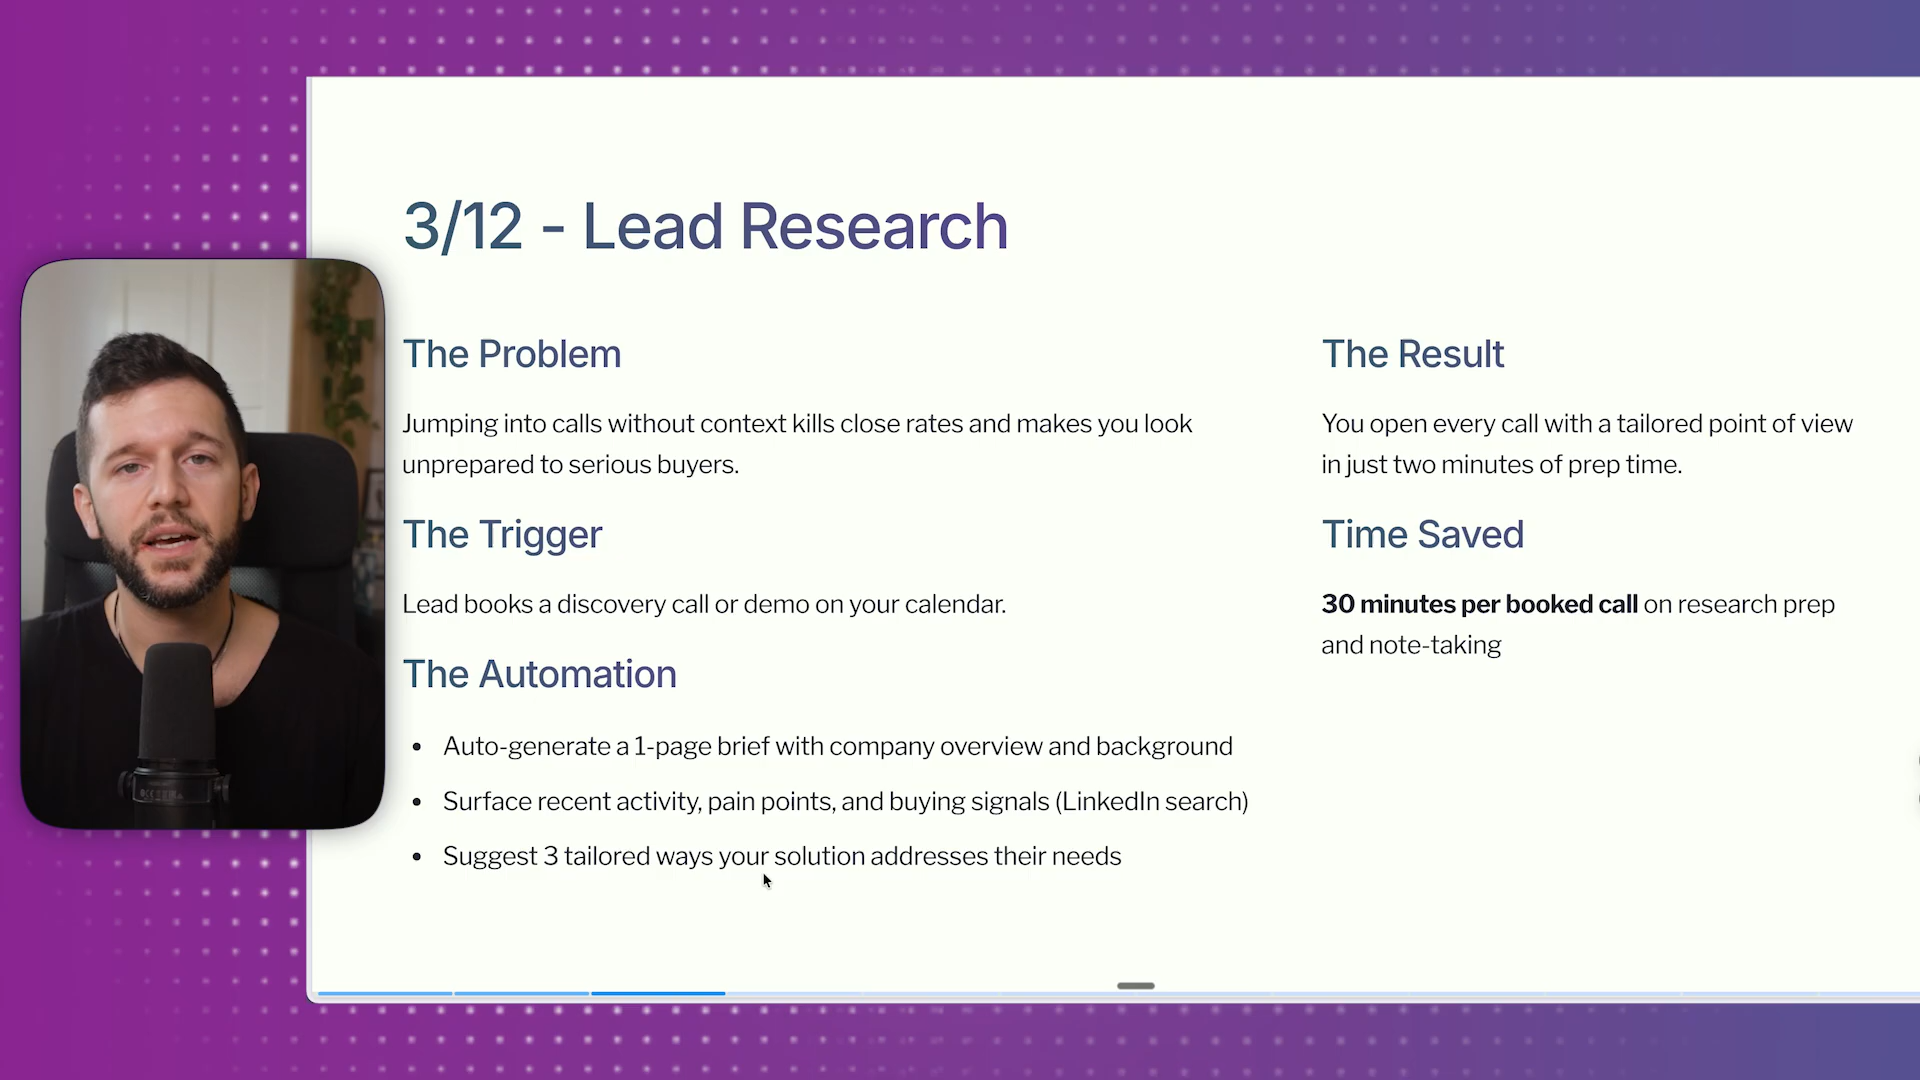 3/12 - Lead Research
The Problem
Jumping into calls without context kills close rates and makes you look
unprepared to serious buyers.
The Trigger
Lead books a discovery call or demo on your calendar.
The Automation
• Auto-generate a 1-page brief with company overview and background
• Surface recent activity, pain points, and buying signals (LinkedIn search)
• Suggest 3 tailored ways your solution addresses their needs
The Result
You open every call with a tailored point of view
in just two minutes of prep time.
Time Saved
30 minutes per booked call on research prep
and note-taking